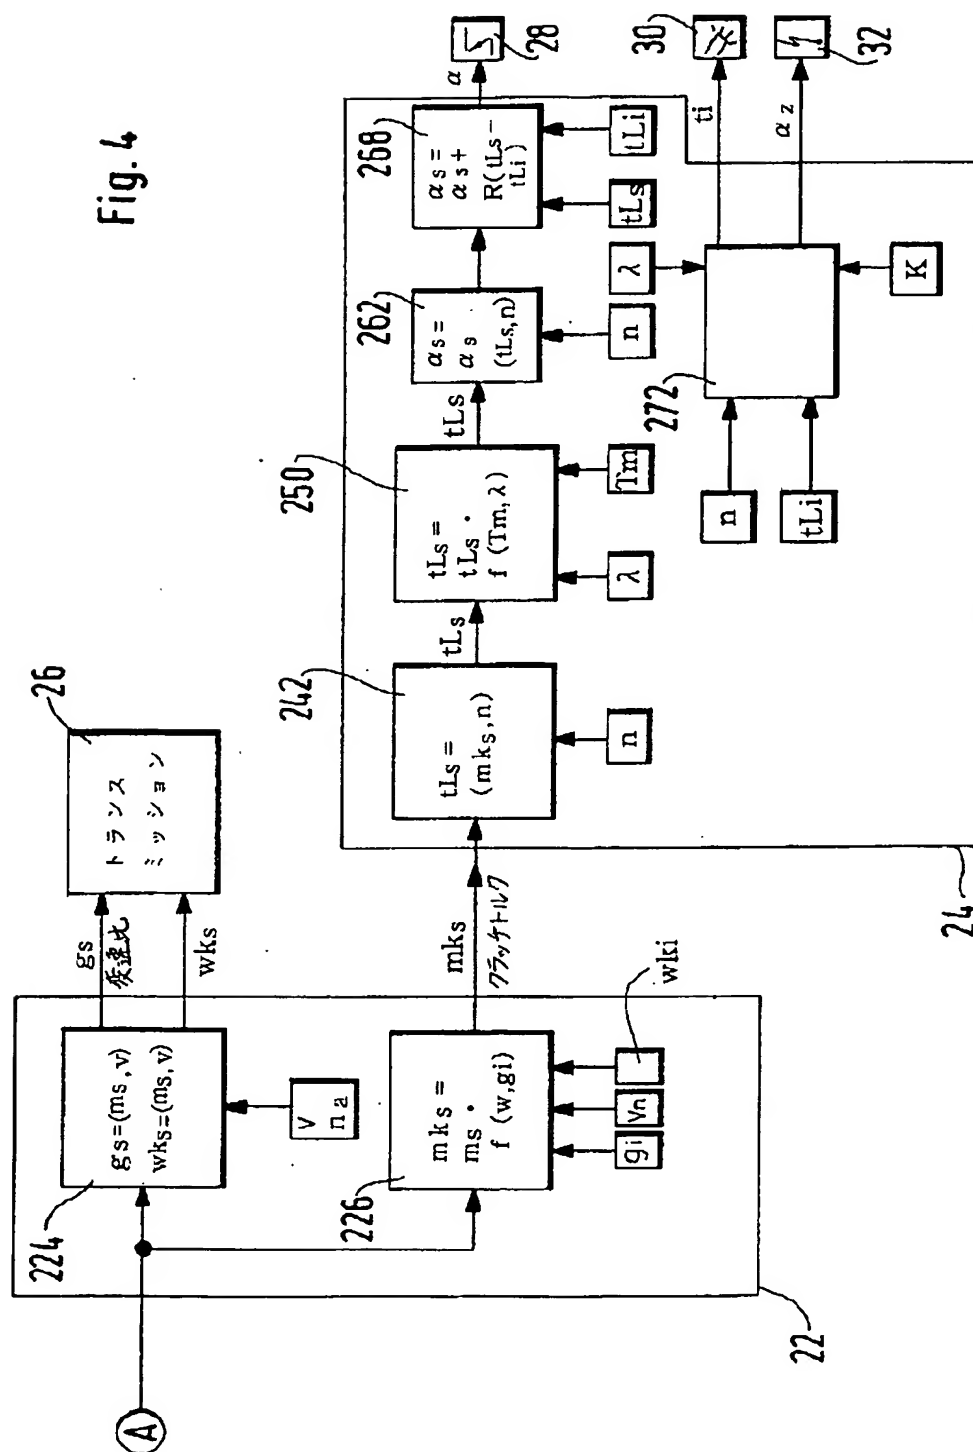 Fig. 4
A
22
224
gs=(ms,v)
wks=(ms,v)
v
na
gs
変速比
wks
26
トランス
ミッション
226
mks=
ms・
f (w,gi)
gi
Vn
wki
mks
クラッチトルク
24
242
tLs=
(mks,n)
n
tLs
250
tLs=
tLs・
f (Tm,λ)
λ
Tm
tLs
262
αs=
αs
(tLs,n)
n
268
αs=
αs+
R(tLs-
tLi)
tLs
tLi
α
28
272
n
tLi
λ
K
ti
30
αz
32